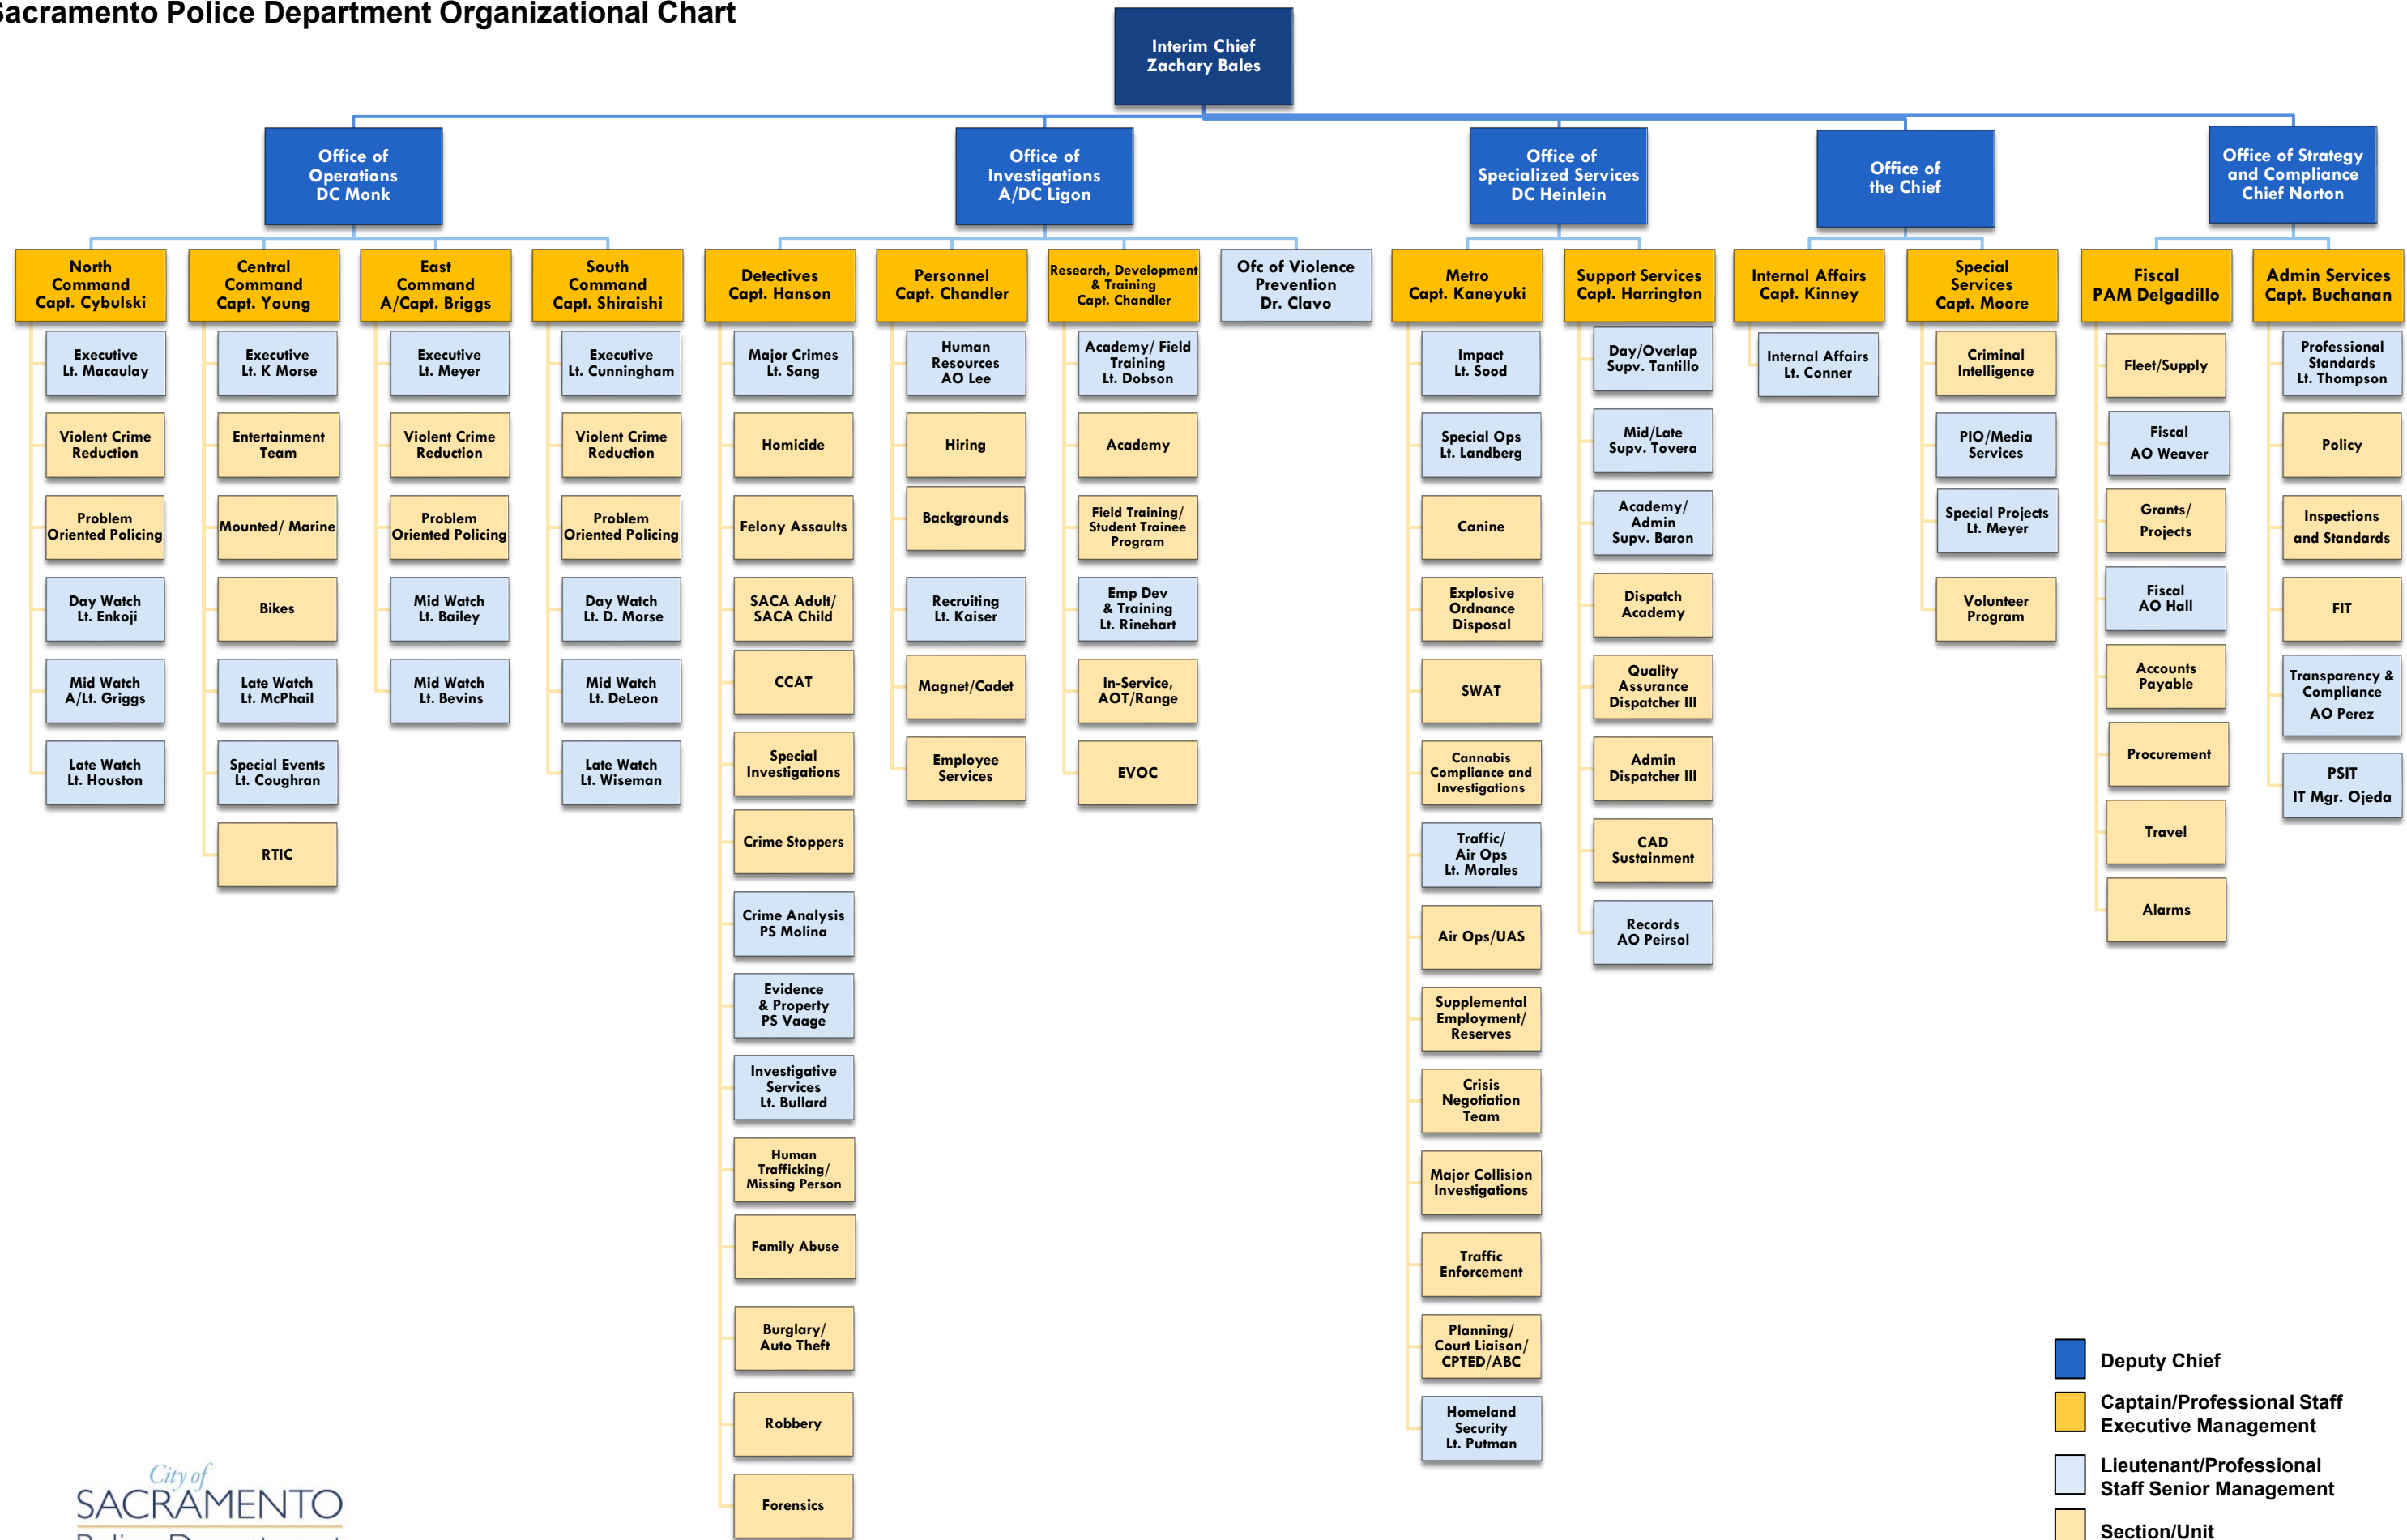 Sacramento Police Department Organizational Chart
Interim Chief
Zachary Bales
Office of
Operations
DC Monk
Office of
Investigations
A/DC Ligon
Office of
Specialized Services
DC Heinlein
Office of
the Chief
Office of Strategy
and Compliance
Chief Norton
North
Command
Capt. Cybulski
Executive
Lt. Macaulay
Violent Crime
Reduction
Problem
Oriented Policing
Day Watch
Lt. Enkoji
Mid Watch
A/Lt. Griggs
Late Watch
Lt. Houston
Central
Command
Capt. Young
Executive
Lt. K Morse
Entertainment
Team
Mounted/ Marine
Bikes
Late Watch
Lt. McPhail
Special Events
Lt. Coughran
RTIC
East
Command
A/Capt. Briggs
Executive
Lt. Meyer
Violent Crime
Reduction
Problem
Oriented Policing
Mid Watch
Lt. Bailey
Mid Watch
Lt. Bevins
South
Command
Capt. Shiraishi
Executive
Lt. Cunningham
Violent Crime
Reduction
Problem
Oriented Policing
Day Watch
Lt. D. Morse
Mid Watch
Lt. DeLeon
Late Watch
Lt. Wiseman
Detectives
Capt. Hanson
Major Crimes
Lt. Sang
Homicide
Felony Assaults
SACA Adult/
SACA Child
CCAT
Special
Investigations
Crime Stoppers
Crime Analysis
PS Molina
Evidence
& Property
PS Vaage
Investigative
Services
Lt. Bullard
Human
Trafficking/
Missing Person
Family Abuse
Burglary/
Auto Theft
Robbery
Forensics
Personnel
Capt. Chandler
Human
Resources
AO Lee
Hiring
Backgrounds
Recruiting
Lt. Kaiser
Magnet/Cadet
Employee
Services
Research, Development
& Training
Capt. Chandler
Academy/ Field
Training
Lt. Dobson
Academy
Field Training/
Student Trainee
Program
Emp Dev
& Training
Lt. Rinehart
In-Service,
AOT/Range
EVOC
Ofc of Violence
Prevention
Dr. Clavo
Metro
Capt. Kaneyuki
Impact
Lt. Sood
Special Ops
Lt. Landberg
Canine
Explosive
Ordnance
Disposal
SWAT
Cannabis
Compliance and
Investigations
Traffic/
Air Ops
Lt. Morales
Air Ops/UAS
Supplemental
Employment/
Reserves
Crisis
Negotiation
Team
Major Collision
Investigations
Traffic
Enforcement
Planning/
Court Liaison/
CPTED/ABC
Homeland
Security
Lt. Putman
Support Services
Capt. Harrington
Day/Overlap
Supv. Tantillo
Mid/Late
Supv. Tovera
Academy/
Admin
Supv. Baron
Dispatch
Academy
Quality
Assurance
Dispatcher III
Admin
Dispatcher III
CAD
Sustainment
Records
AO Peirsol
Internal Affairs
Capt. Kinney
Internal Affairs
Lt. Conner
Special
Services
Capt. Moore
Criminal
Intelligence
PIO/Media
Services
Special Projects
Lt. Meyer
Volunteer
Program
Fiscal
PAM Delgadillo
Fleet/Supply
Fiscal
AO Weaver
Grants/
Projects
Fiscal
AO Hall
Accounts
Payable
Procurement
Travel
Alarms
Admin Services
Capt. Buchanan
Professional
Standards
Lt. Thompson
Policy
Inspections
and Standards
FIT
Transparency &
Compliance
AO Perez
PSIT
IT Mgr. Ojeda
Deputy Chief
Captain/Professional Staff
Executive Management
Lieutenant/Professional
Staff Senior Management
Section/Unit
City of
SACRAMENTO
Police Department